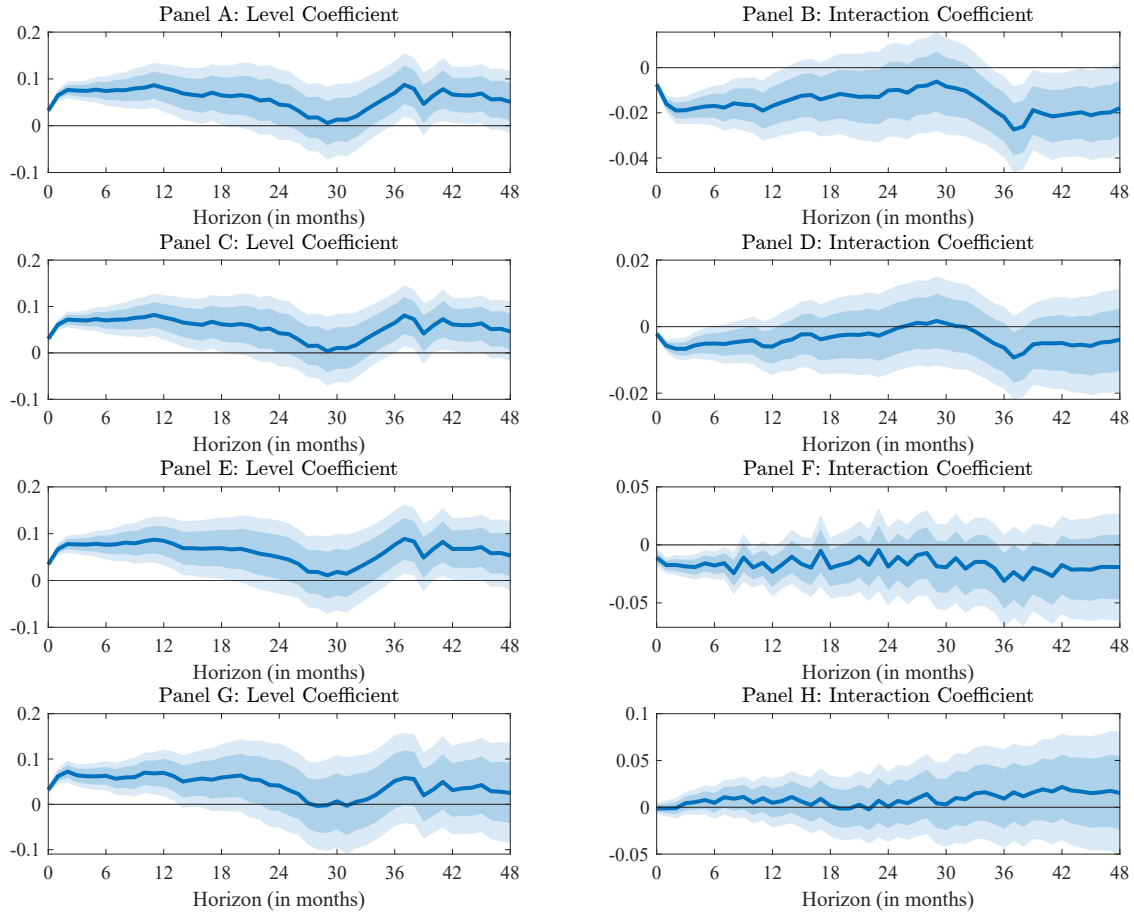 Panel A: Level Coefficient
0.2
0.1
0
-0.1
0 6 12 18 24 30 36 42 48
Horizon (in months)
Panel B: Interaction Coefficient
0
-0.02
-0.04
0 6 12 18 24 30 36 42 48
Horizon (in months)
Panel C: Level Coefficient
0.2
0.1
0
-0.1
0 6 12 18 24 30 36 42 48
Horizon (in months)
Panel D: Interaction Coefficient
0.02
0
-0.02
0 6 12 18 24 30 36 42 48
Horizon (in months)
Panel E: Level Coefficient
0.2
0.1
0
-0.1
0 6 12 18 24 30 36 42 48
Horizon (in months)
Panel F: Interaction Coefficient
0.05
0
-0.05
0 6 12 18 24 30 36 42 48
Horizon (in months)
Panel G: Level Coefficient
0.2
0.1
0
-0.1
0 6 12 18 24 30 36 42 48
Horizon (in months)
Panel H: Interaction Coefficient
0.1
0.05
0
-0.05
0 6 12 18 24 30 36 42 48
Horizon (in months)